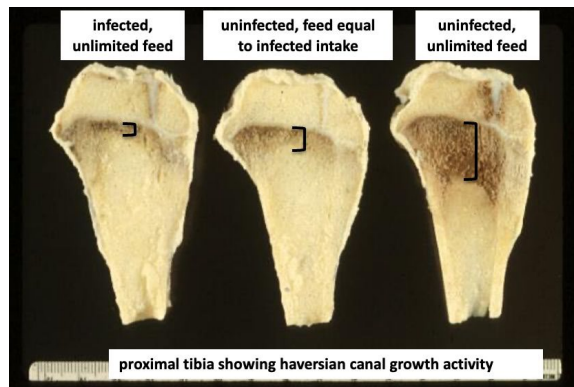 infected,
unlimited feed
uninfected, feed equal
to infected intake
uninfected,
unlimited feed
proximal tibia showing haversian canal growth activity